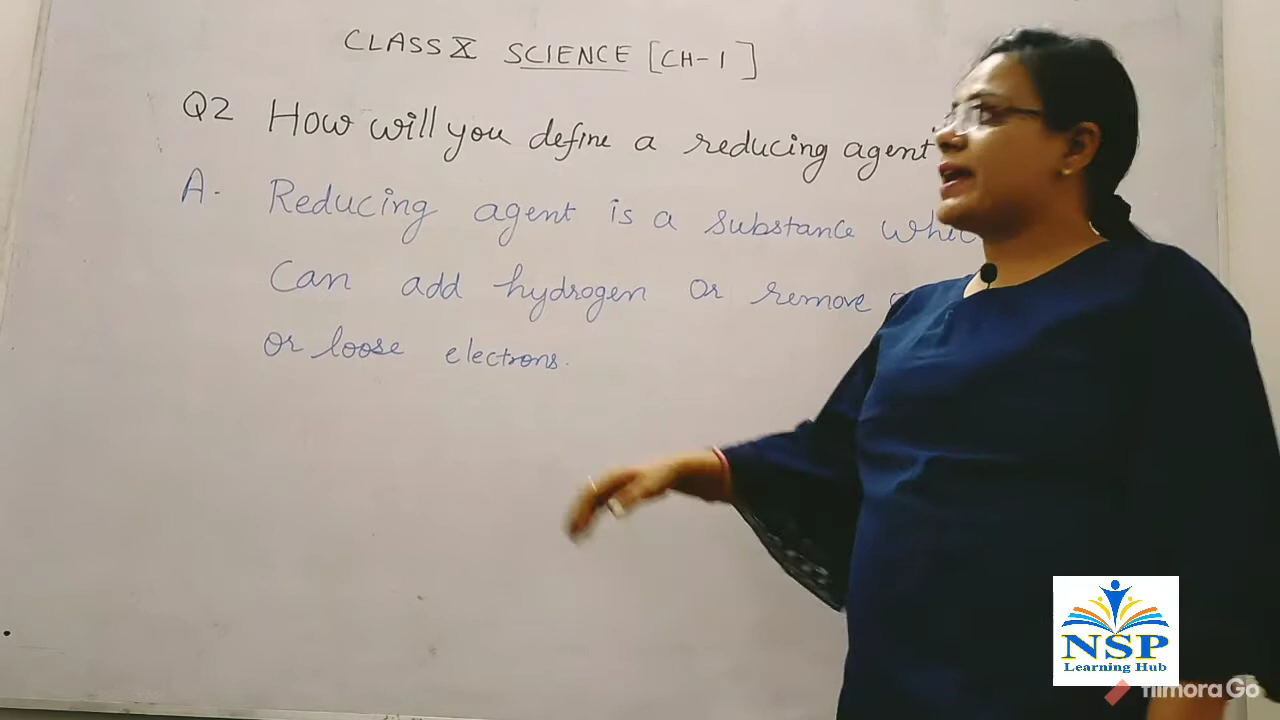 CLASS X SCIENCE [CH-1]
Q2 How will you define a reducing agent
A. Reducing agent is a substance
can add hydrogen or remove
or loose electrons.
NSP
Learning Hub
filmora Go